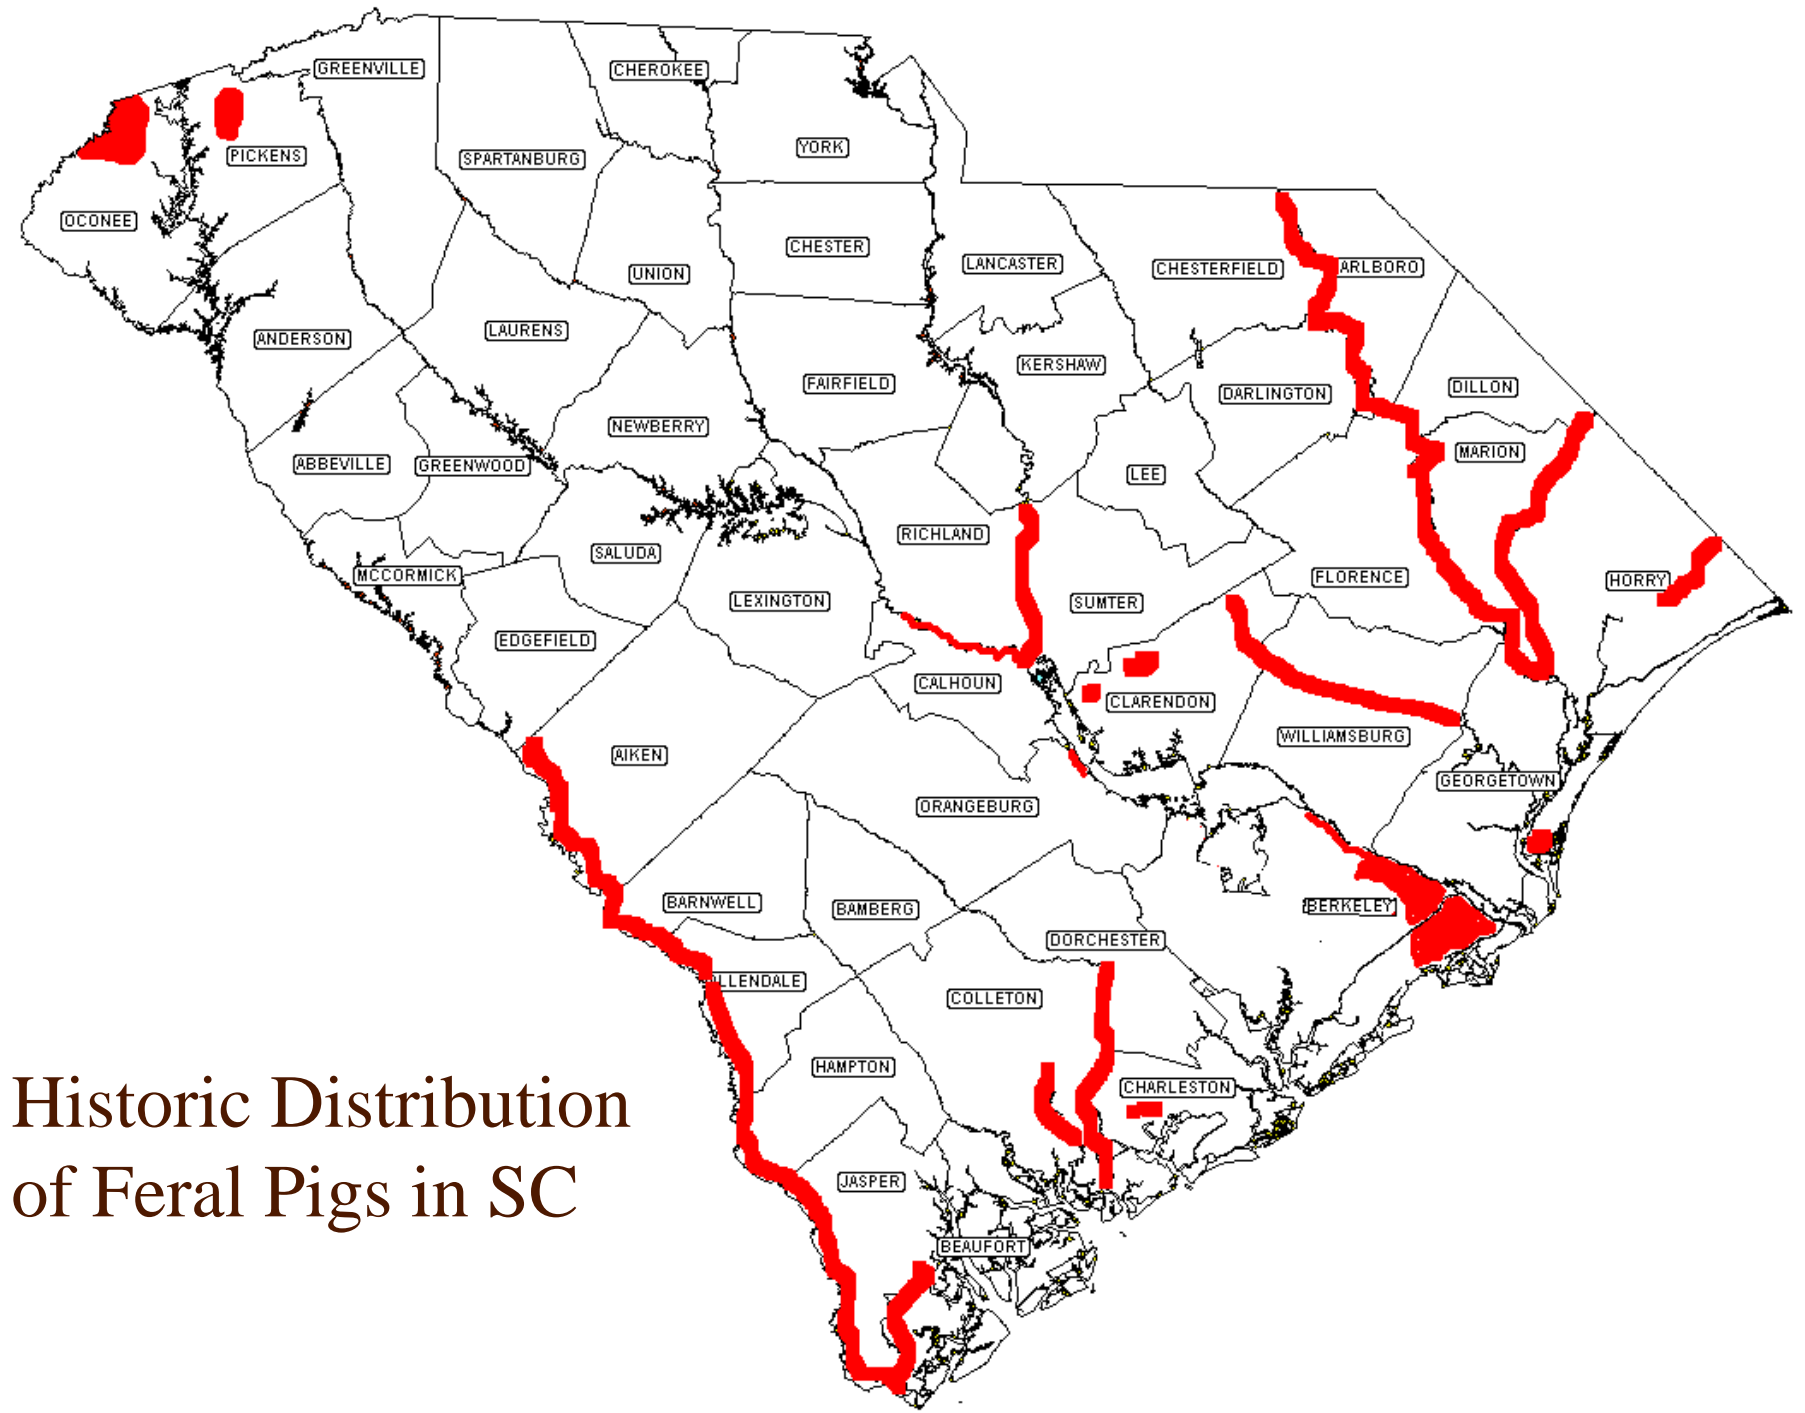 GREENVILLE
CHEROKEE
YORK
SPARTANBURG
PICKENS
OCONEE
CHESTER
UNION
LANCASTER
CHESTERFIELD
ARLBORO
ANDERSON
LAURENS
KERSHAW
FAIRFIELD
DARLINGTON
DILLON
NEWBERRY
MARION
ABBEVILLE
GREENWOOD
LEE
RICHLAND
SALUDA
MCCORMICK
FLORENCE
HORRY
LEXINGTON
SUMTER
EDGEFIELD
CALHOUN
CLARENDON
WILLIAMSBURG
AIKEN
GEORGETOWN
ORANGEBURG
BARNWELL
BAMBERG
BERKELEY
DORCHESTER
LLENDALE
COLLETON
HAMPTON
CHARLESTON
JASPER
BEAUFORT
Historic Distribution
of Feral Pigs in SC